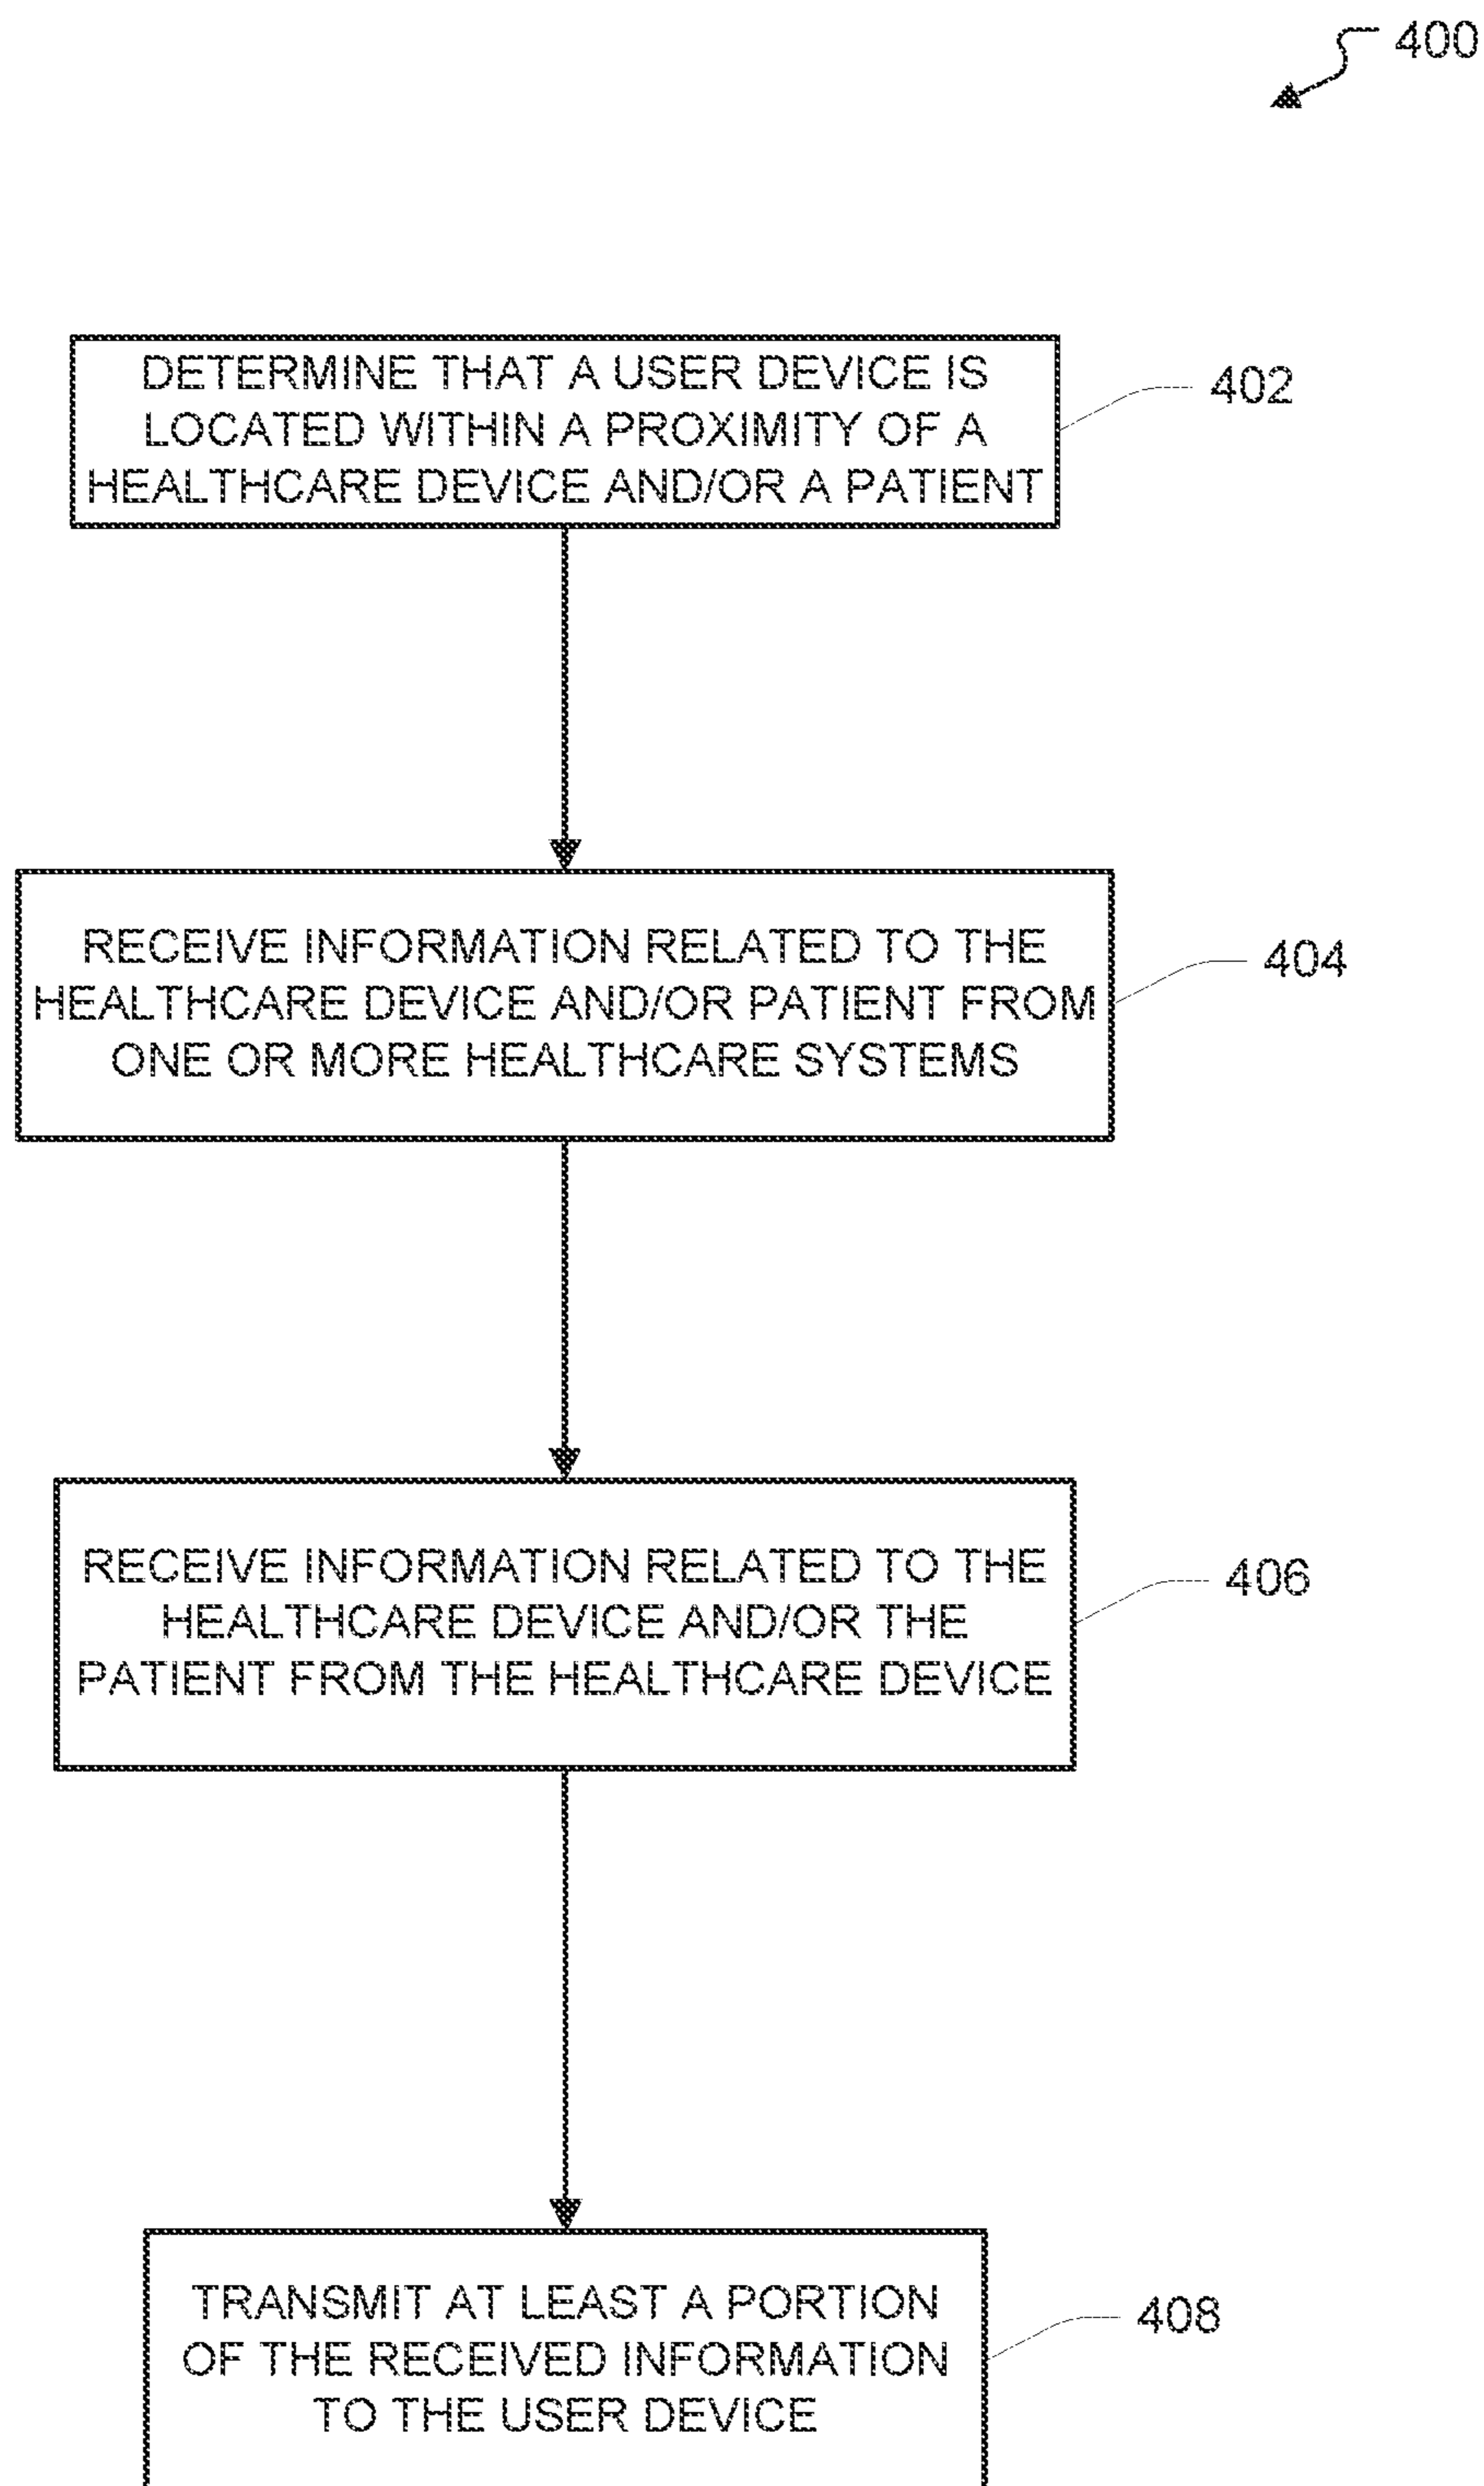 400
DETERMINE THAT A USER DEVICE IS
LOCATED WITHIN A PROXIMITY OF A
HEALTHCARE DEVICE AND/OR A PATIENT
402
RECEIVE INFORMATION RELATED TO THE
HEALTHCARE DEVICE AND/OR PATIENT FROM
ONE OR MORE HEALTHCARE SYSTEMS
404
RECEIVE INFORMATION RELATED TO THE
HEALTHCARE DEVICE AND/OR THE
PATIENT FROM THE HEALTHCARE DEVICE
406
TRANSMIT AT LEAST A PORTION
OF THE RECEIVED INFORMATION
TO THE USER DEVICE
408